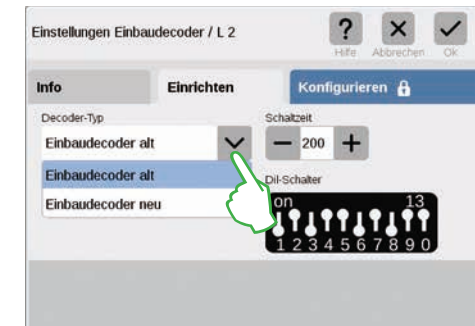 Einstellungen Einbaudecoder / L 2
?
Hilfe Abbrechen Ok
Info Einrichten Konfigurieren
Decoder-Typ Schaltzeit
Einbaudecoder alt 200
Einbaudecoder alt Dil-Schalter
Einbaudecoder neu on 13
1 2 3 4 5 6 7 8 9 0